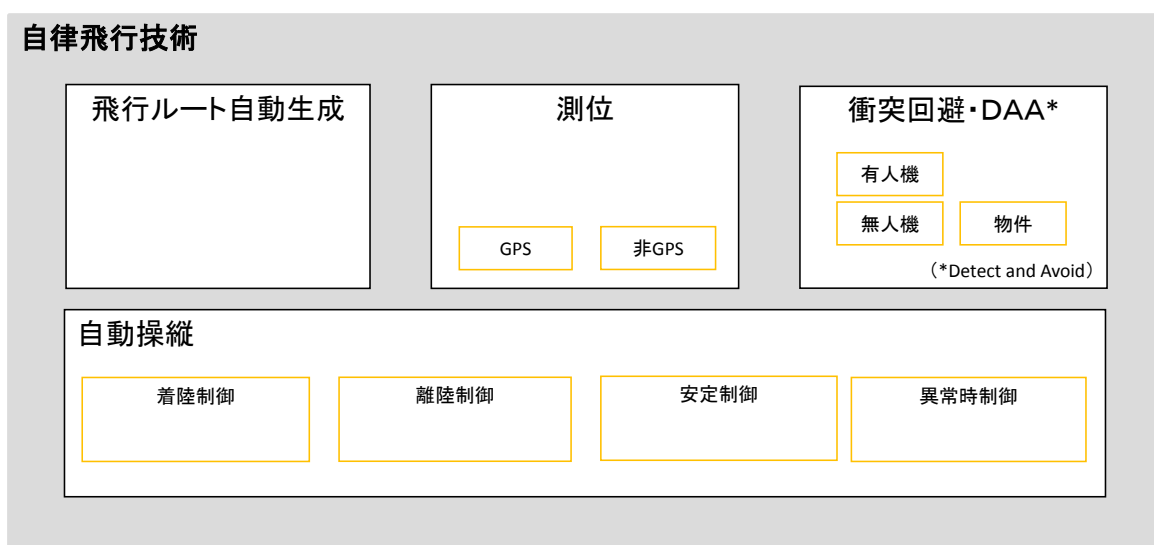 自律飛行技術
飛行ルート自動生成
測位
GPS
非GPS
衝突回避・DAA*
有人機
無人機
物件
（*Detect and Avoid）
自動操縦
着陸制御
離陸制御
安定制御
異常時制御